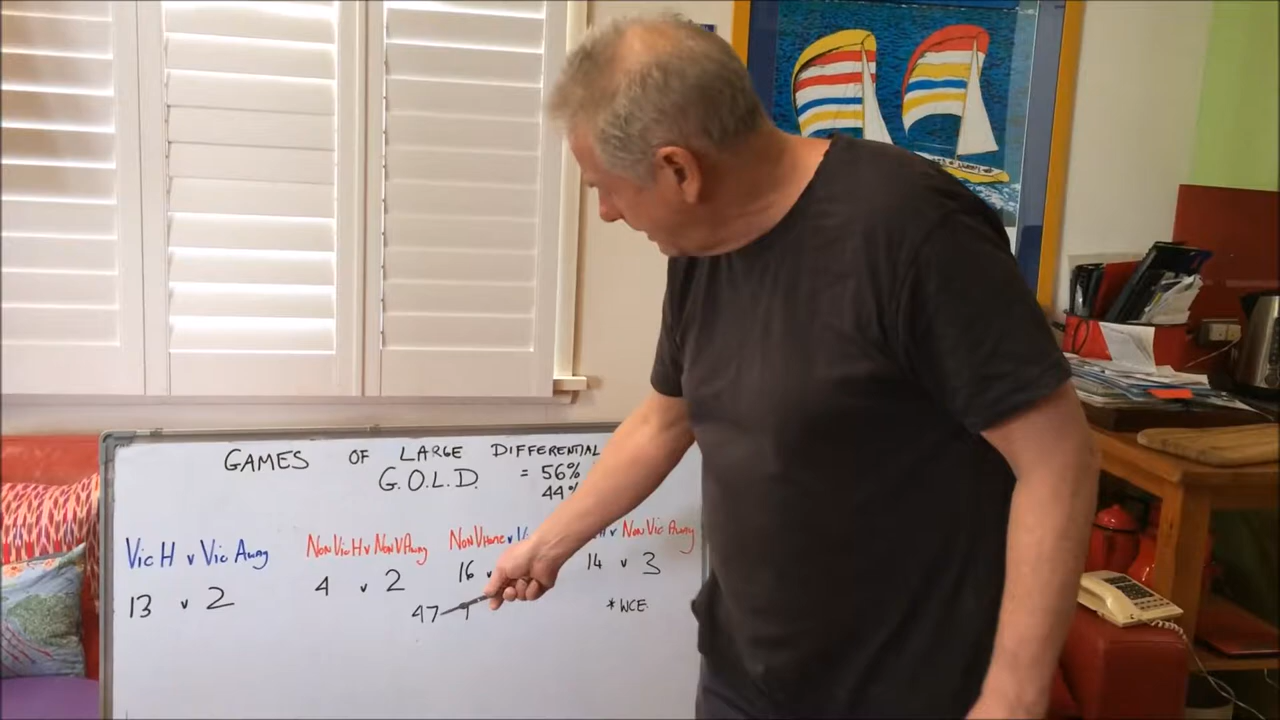 GAMES OF LARGE DIFFERENTIAL
G.O.L.D. = 56%
44%
Vic H v Vic Away
NonVicH v NonVAway
NonVHome v
v NonVic Away
13 v 2
4 v 2
16 v
14 v 3
47
*WCE